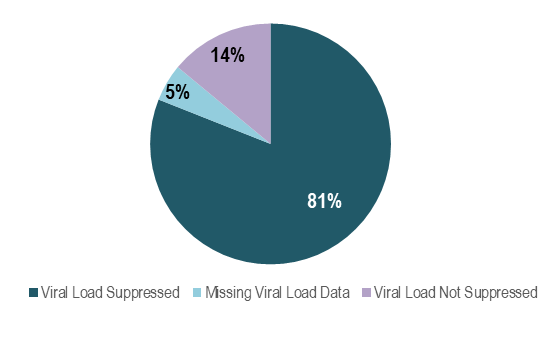 14%
5%
81%
Viral Load Suppressed Missing Viral Load Data Viral Load Not Suppressed